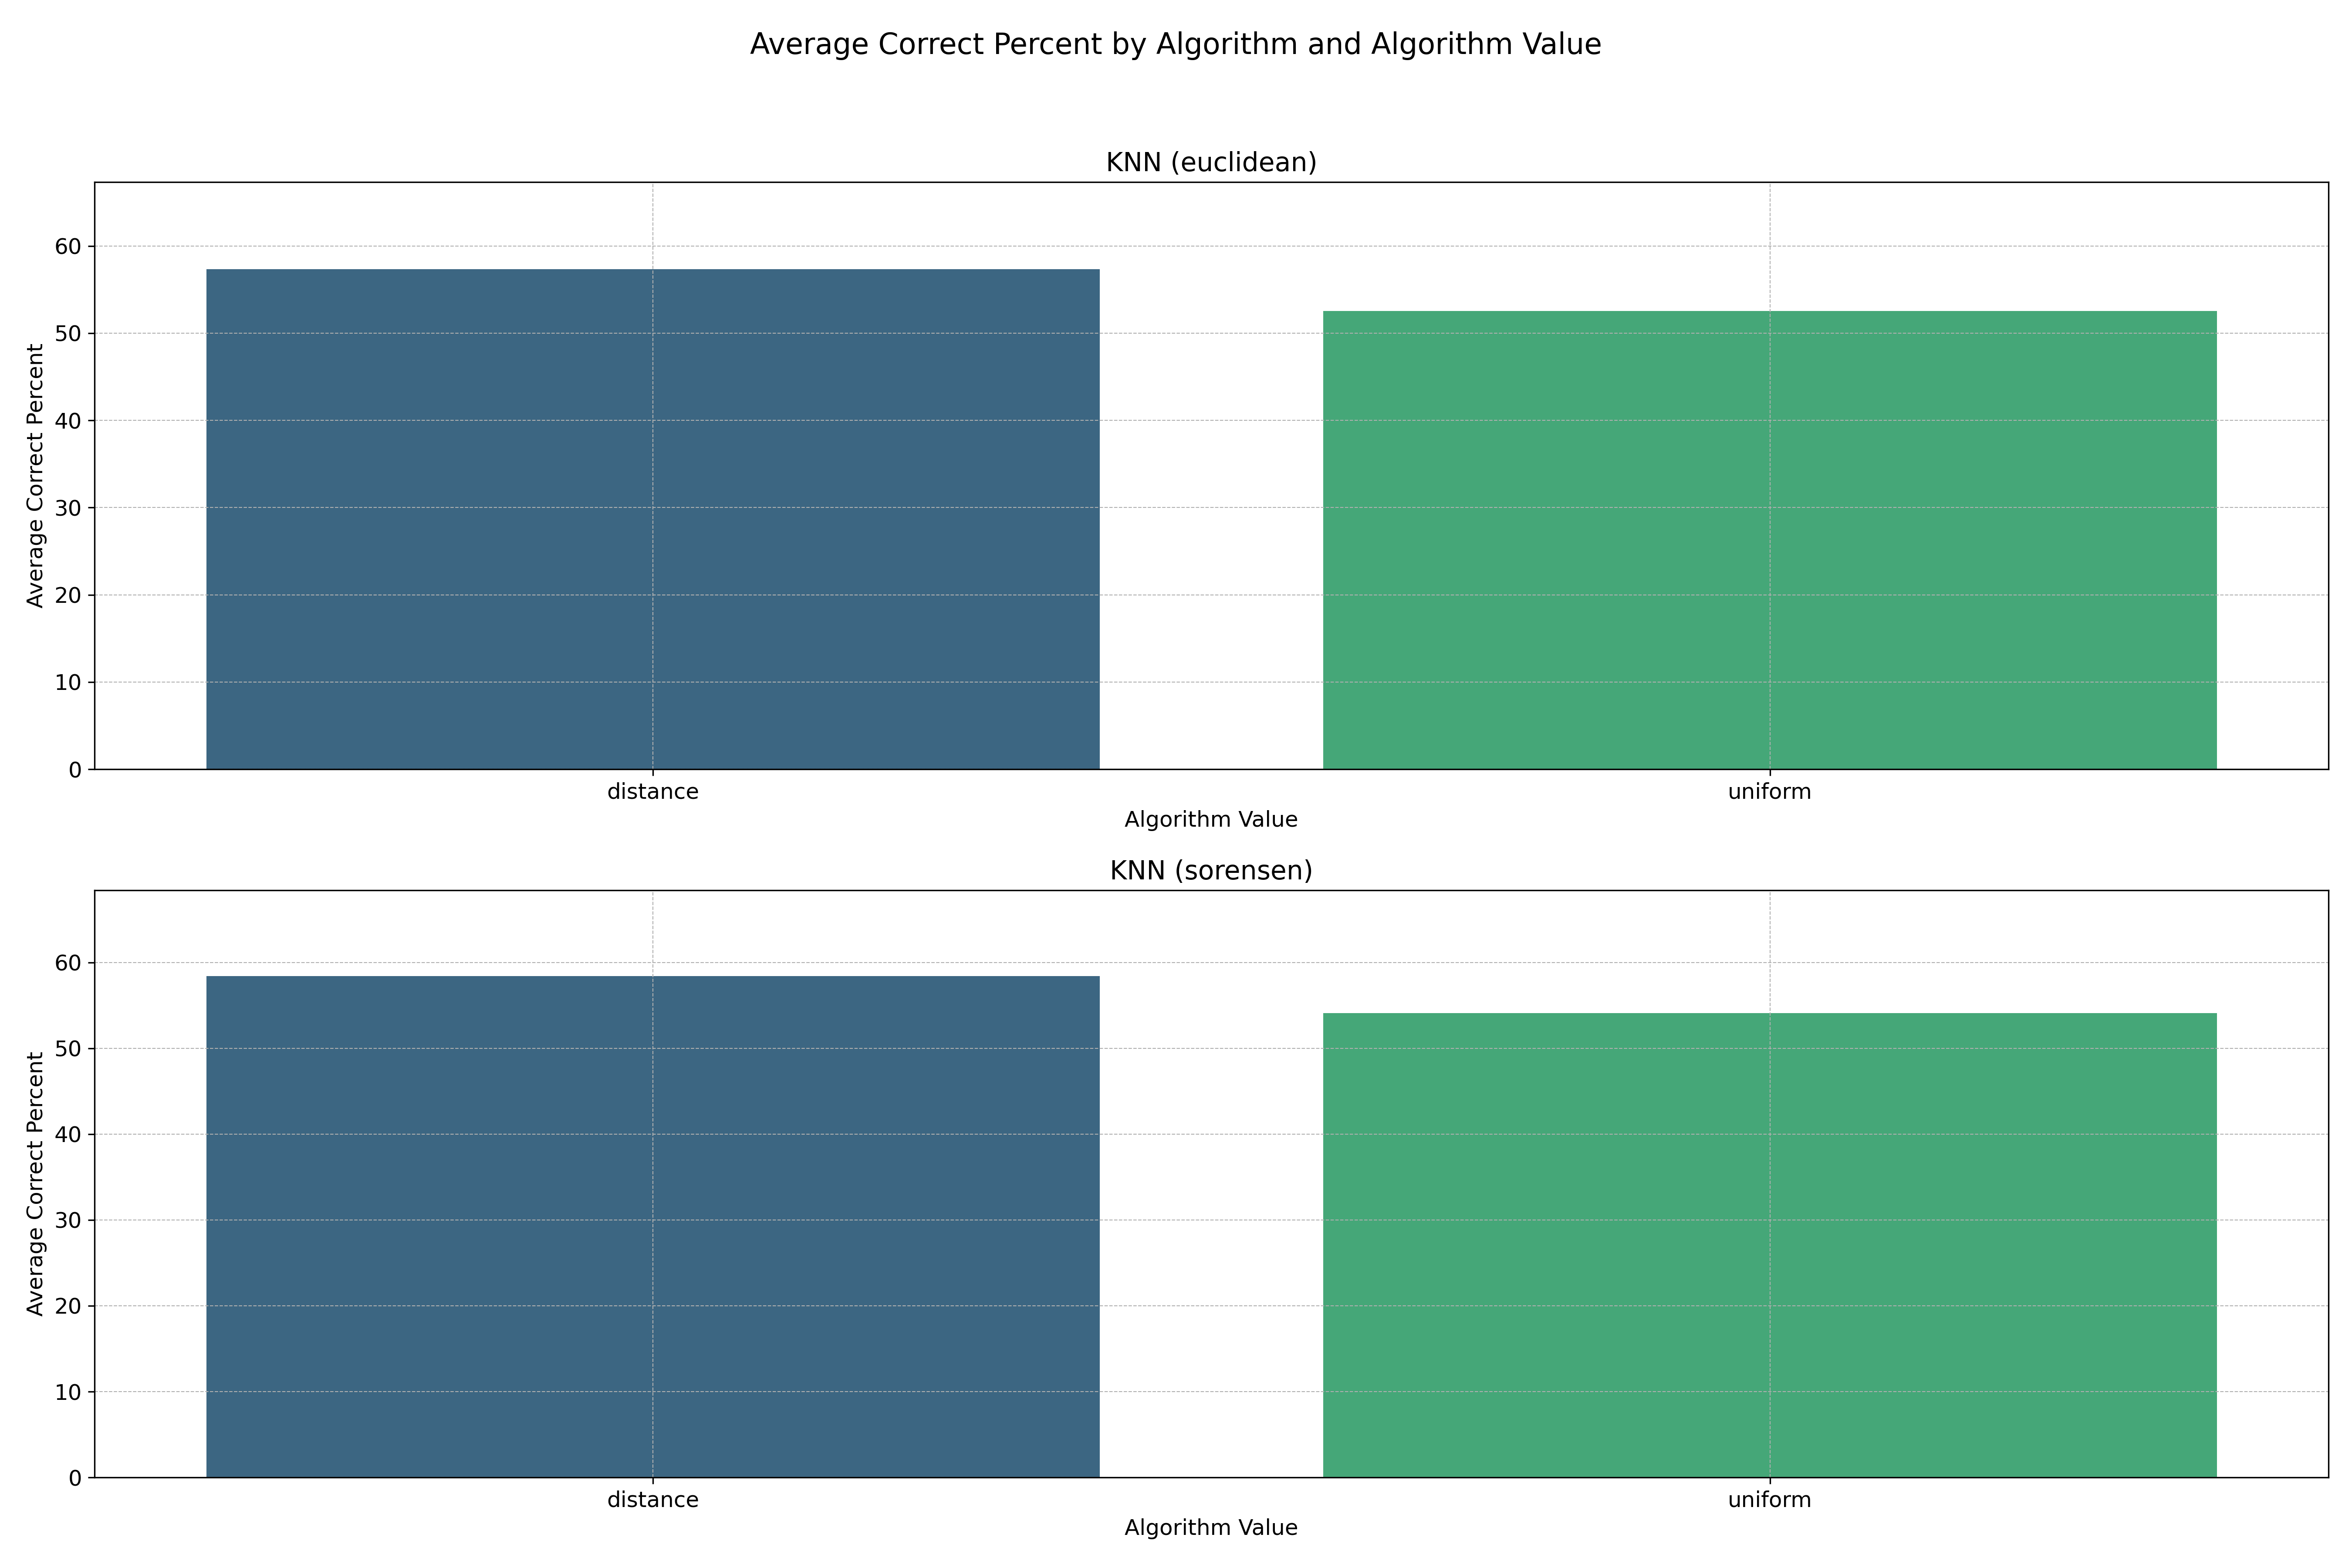 Average Correct Percent by Algorithm and Algorithm Value
KNN (euclidean)
Average Correct Percent
60
50
40
30
20
10
0
distance
uniform
Algorithm Value
KNN (sorensen)
Average Correct Percent
60
50
40
30
20
10
0
distance
uniform
Algorithm Value